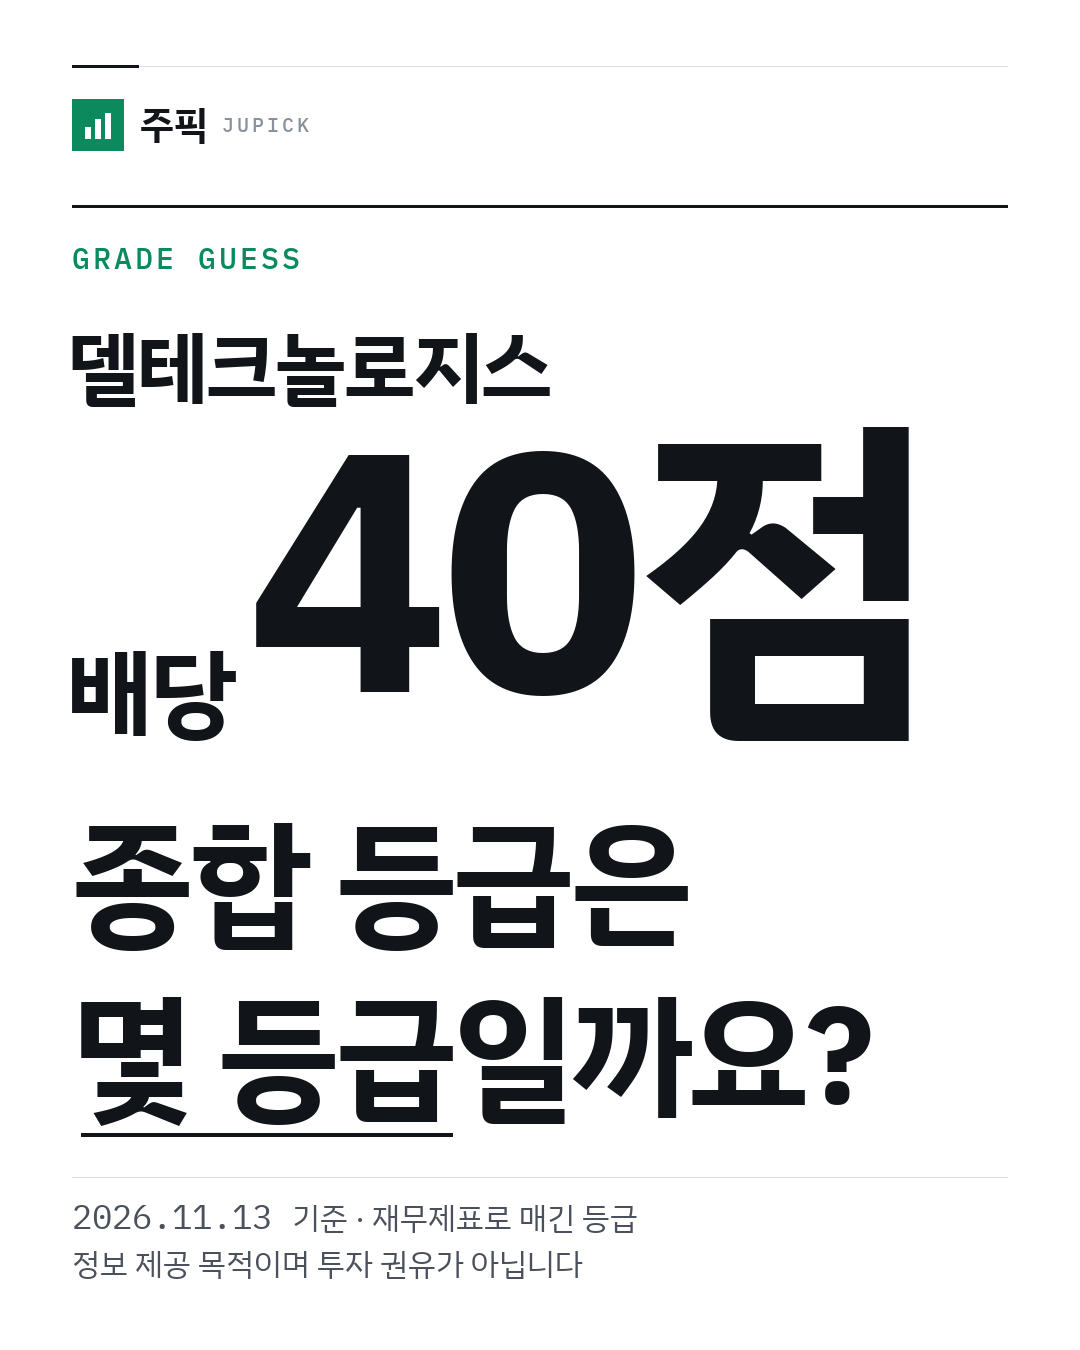 주픽 JUPICK
GRADE GUESS
델테크놀로지스
배당 40점
종합 등급은
몇 등급일까요?
2026.11.13 기준 · 재무제표로 매긴 등급
정보 제공 목적이며 투자 권유가 아닙니다